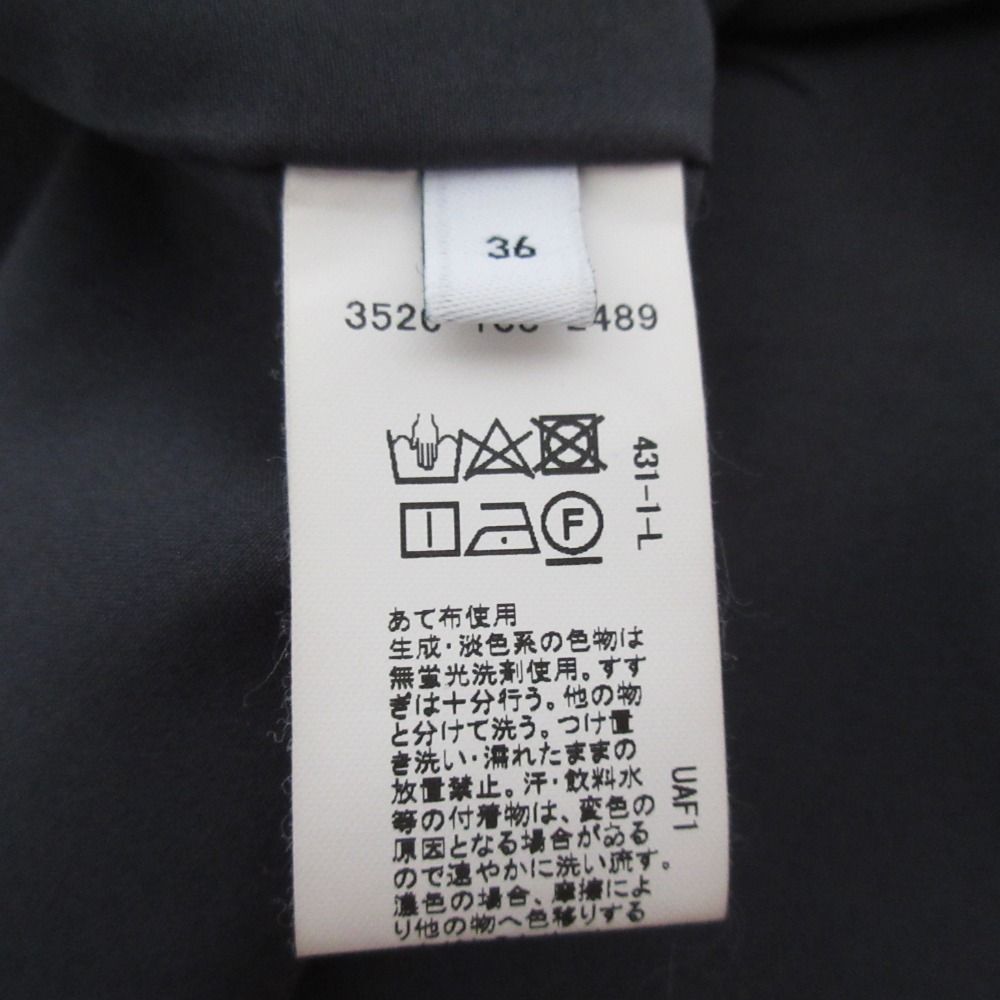 36
3526 2489
431-1-L
F
あて布使用
生成・淡色系の色物は
無蛍光洗剤使用。すす
ぎは十分行う。他の物
と分けて洗う。つけ置
き洗い・濡れたままの
放置禁止。汗・飲料水
等の付着物は、変色の
原因となる場合がある
ので速やかに洗い流す。
濃色の場合、摩擦によ
り他の物へ色移りする
UAF1